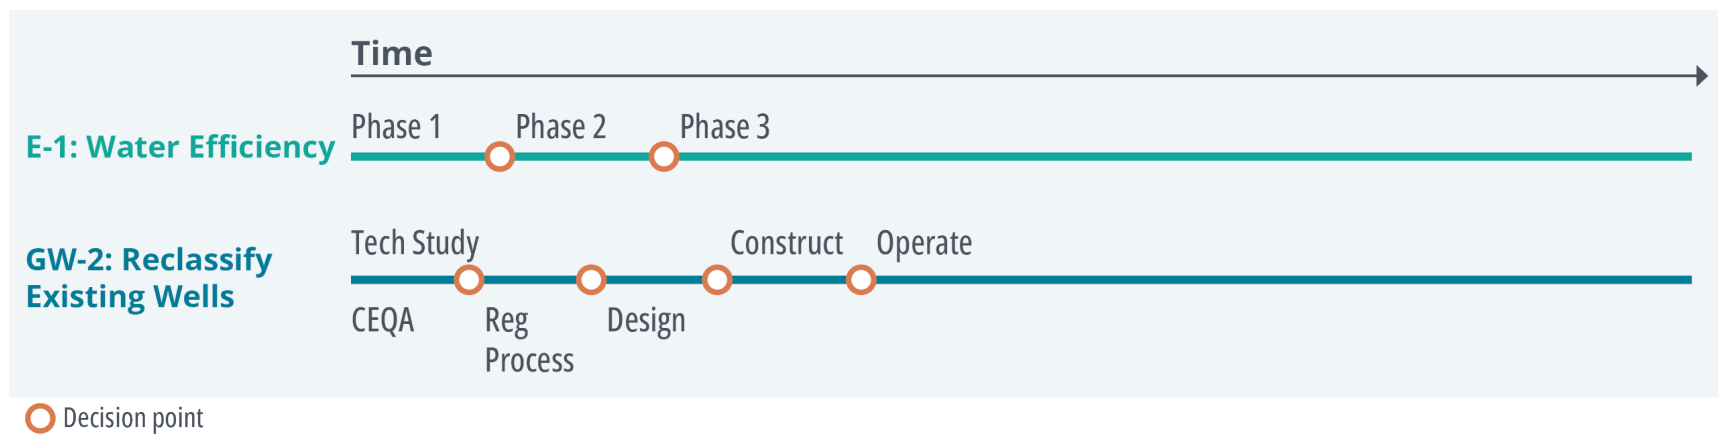 Time
E-1: Water Efficiency
Phase 1
Phase 2
Phase 3
GW-2: Reclassify
Existing Wells
Tech Study
Construct
Operate
CEQA
Reg
Process
Design
Decision point